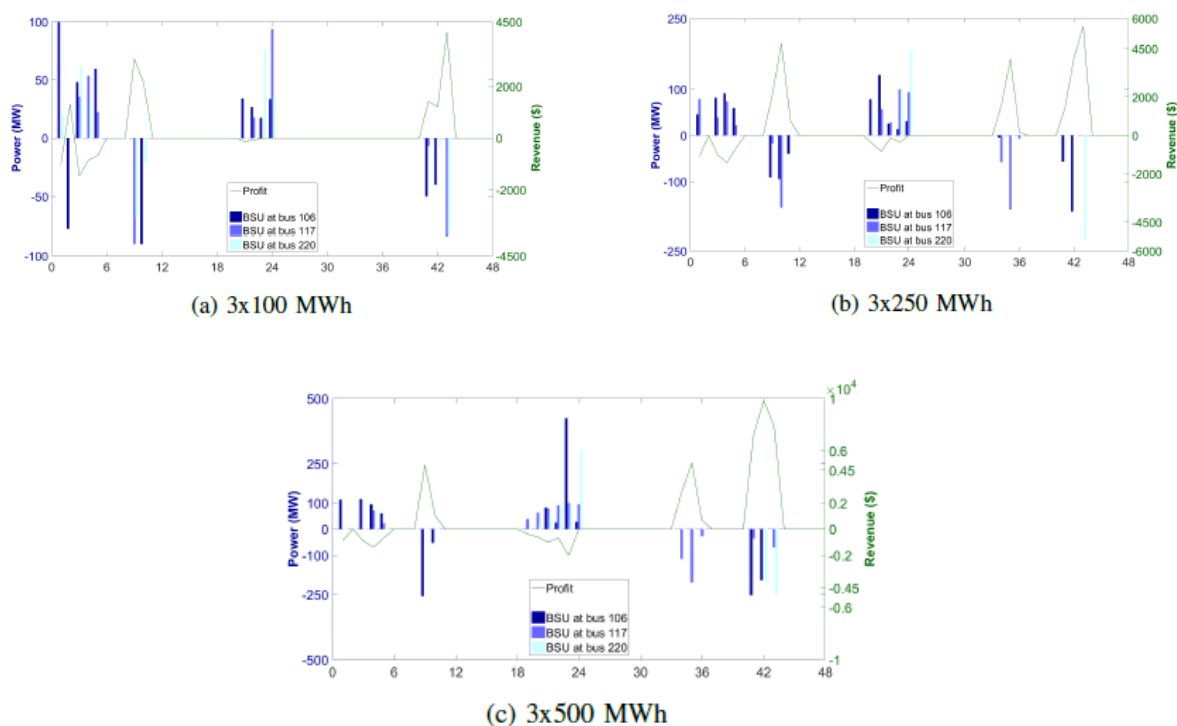 100
50
0
-50
-100
Power (MW)
4500
2000
0
-2000
-4500
Revenue ($)
Profit
BSU at bus 106
BSU at bus 117
BSU at bus 220
0 6 12 18 24 30 36 42 48
(a) 3x100 MWh
250
100
0
-100
-250
Power (MW)
6000
4500
2000
0
-2000
-4500
-6000
Revenue ($)
Profit
BSU at bus 106
BSU at bus 117
BSU at bus 220
0 6 12 18 24 30 36 42 48
(b) 3x250 MWh
500
250
100
0
-100
-250
-500
Power (MW)
×10⁴
1
0.6
0.45
0.2
0
-0.2
-0.45
-0.6
-1
Revenue ($)
Profit
BSU at bus 106
BSU at bus 117
BSU at bus 220
0 6 12 18 24 30 36 42 48
(c) 3x500 MWh